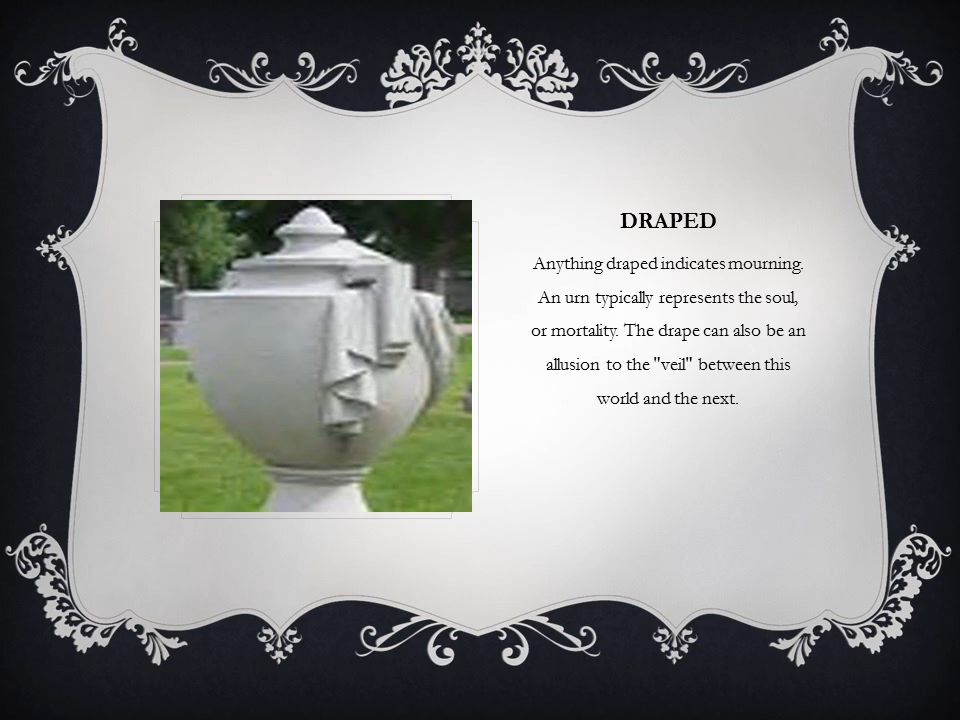 DRAPED
Anything draped indicates mourning.
An urn typically represents the soul,
or mortality. The drape can also be an
allusion to the "veil" between this
world and the next.